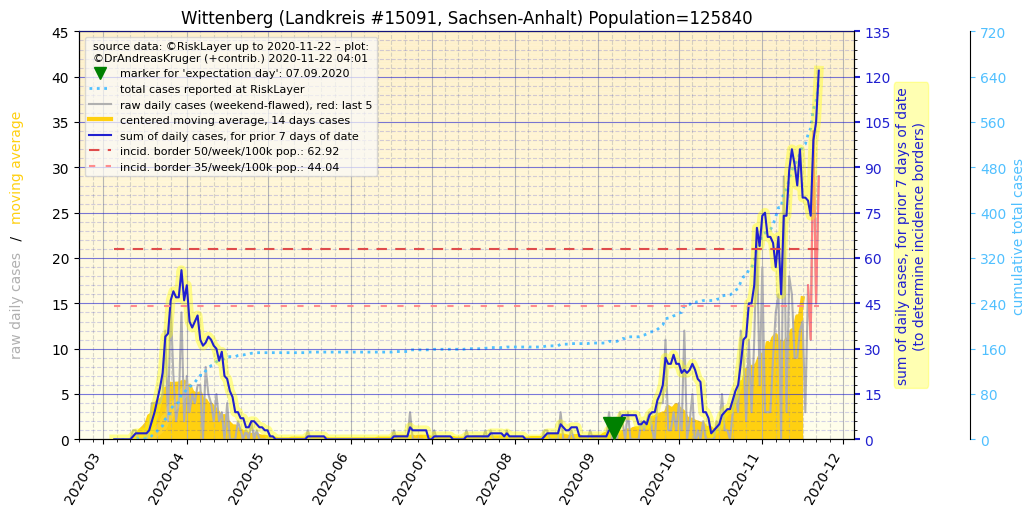 Wittenberg (Landkreis #15091, Sachsen-Anhalt) Population=125840
source data: ©RiskLayer up to 2020-11-22 – plot:
©DrAndreasKruger (+contrib.) 2020-11-22 04:01
marker for 'expectation day': 07.09.2020
total cases reported at RiskLayer
raw daily cases (weekend-flawed), red: last 5
centered moving average, 14 days cases
sum of daily cases, for prior 7 days of date
incid. border 50/week/100k pop.: 62.92
incid. border 35/week/100k pop.: 44.04
raw daily cases / moving average
45
40
35
30
25
20
15
10
5
0
2020-03
2020-04
2020-05
2020-06
2020-07
2020-08
2020-09
2020-10
2020-11
2020-12
135
120
105
90
75
60
45
30
15
0
sum of daily cases, for prior 7 days of date
(to determine incidence borders)
720
640
560
480
400
320
240
160
80
0
cumulative total cases